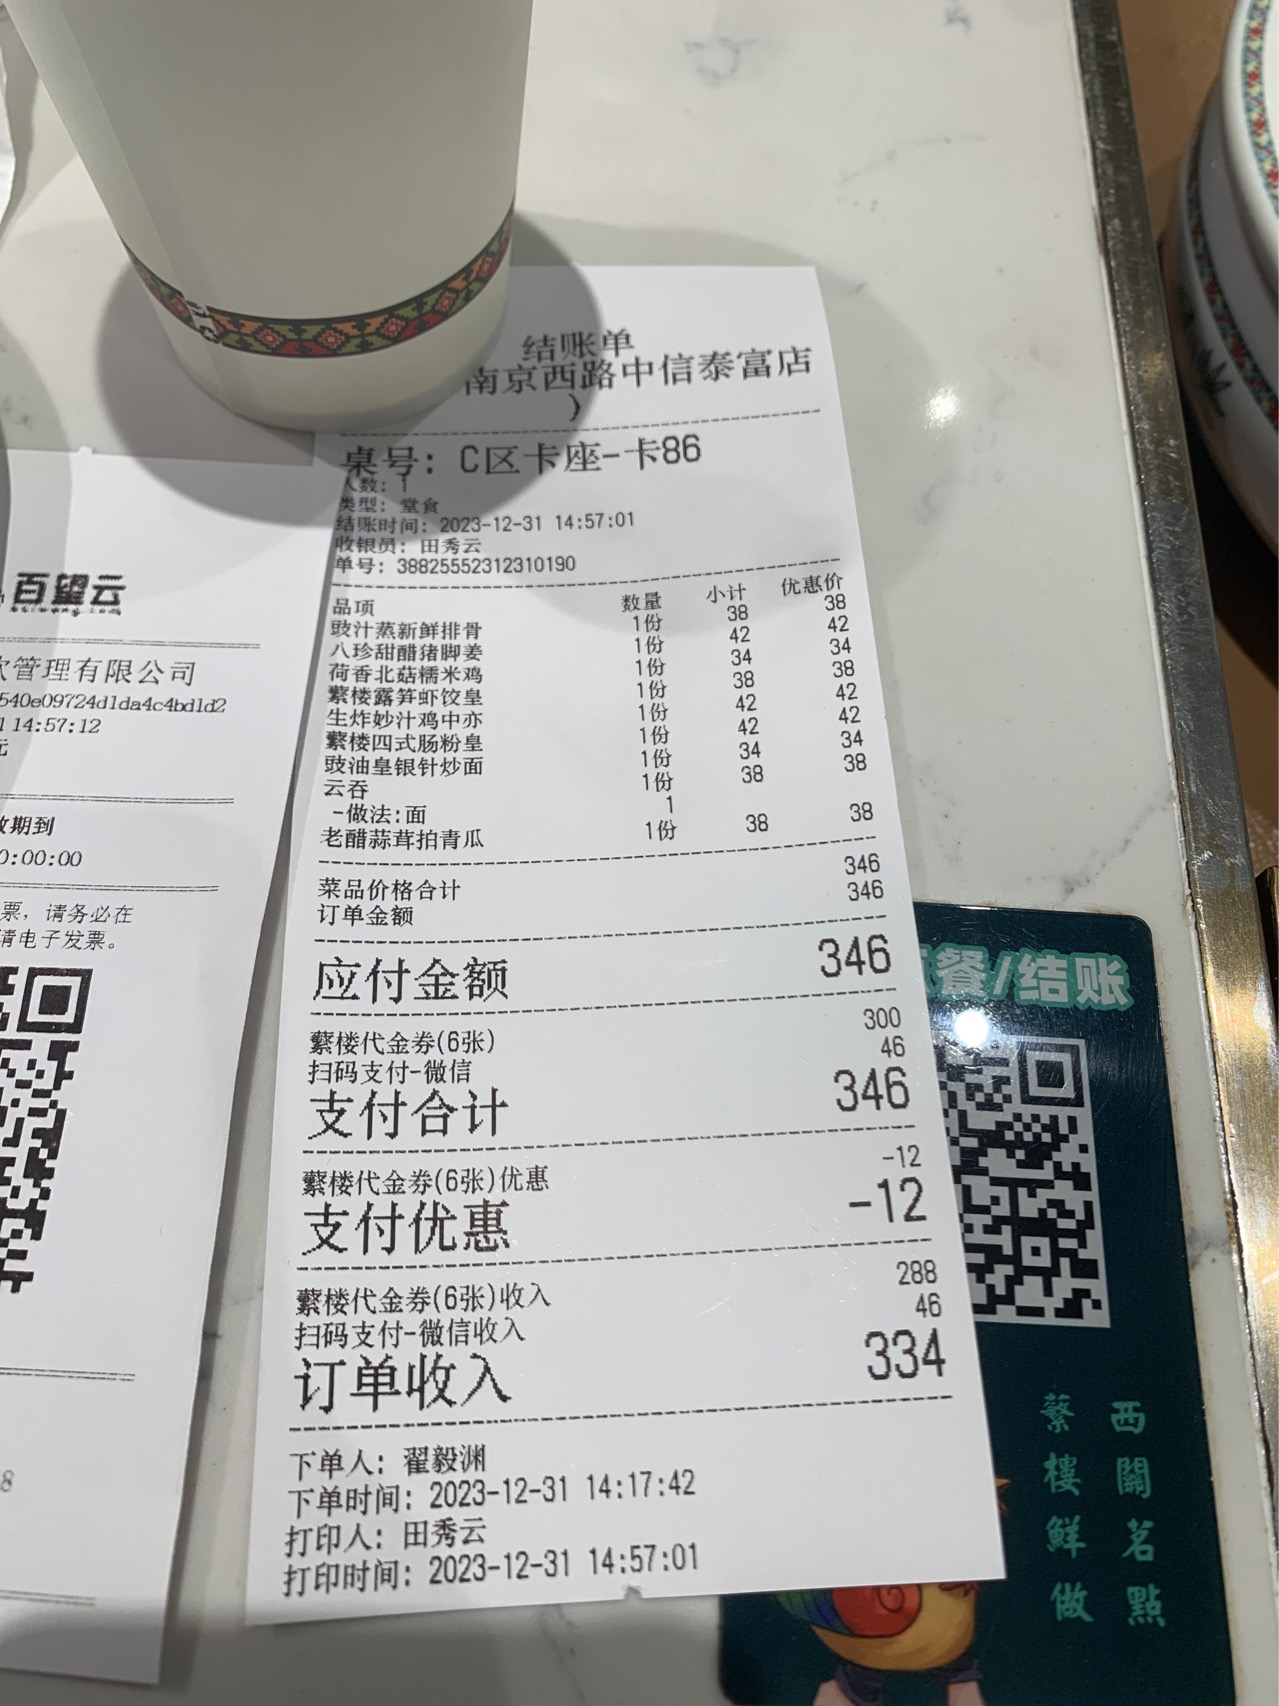 结账单
南京西路中信泰富店
)
桌号: C区卡座-卡86
人数: 1
类型: 堂食
结账时间: 2023-12-31 14:57:01
收银员: 田秀云
单号: 38825552312310190
品项 数量 小计 优惠价
豉汁蒸新鲜排骨 1份 38 38
八珍甜醋猪脚姜 1份 42 42
荷香北菇糯米鸡 1份 34 34
蘩楼露笋虾饺皇 1份 38 38
生炸妙汁鸡中亦 1份 42 42
蘩楼四式肠粉皇 1份 42 42
豉油皇银针炒面 1份 34 34
云吞 1份 38 38
-做法:面 1
老醋蒜茸拍青瓜 1份 38 38
菜品价格合计 346
订单金额 346
应付金额 346
蘩楼代金券(6张) 300
扫码支付-微信 46
支付合计 346
蘩楼代金券(6张)优惠 -12
支付优惠 -12
蘩楼代金券(6张)收入 288
扫码支付-微信收入 46
订单收入 334
下单人: 翟毅渊
下单时间: 2023-12-31 14:17:42
打印人: 田秀云
打印时间: 2023-12-31 14:57:01
百望云
管理有限公司
540e09724d1da4c4bd1d2
1 14:57:12
元
效期到
0:00:00
票，请务必在
请电子发票。
8
餐/结账
西關茗點
蘩樓鮮做